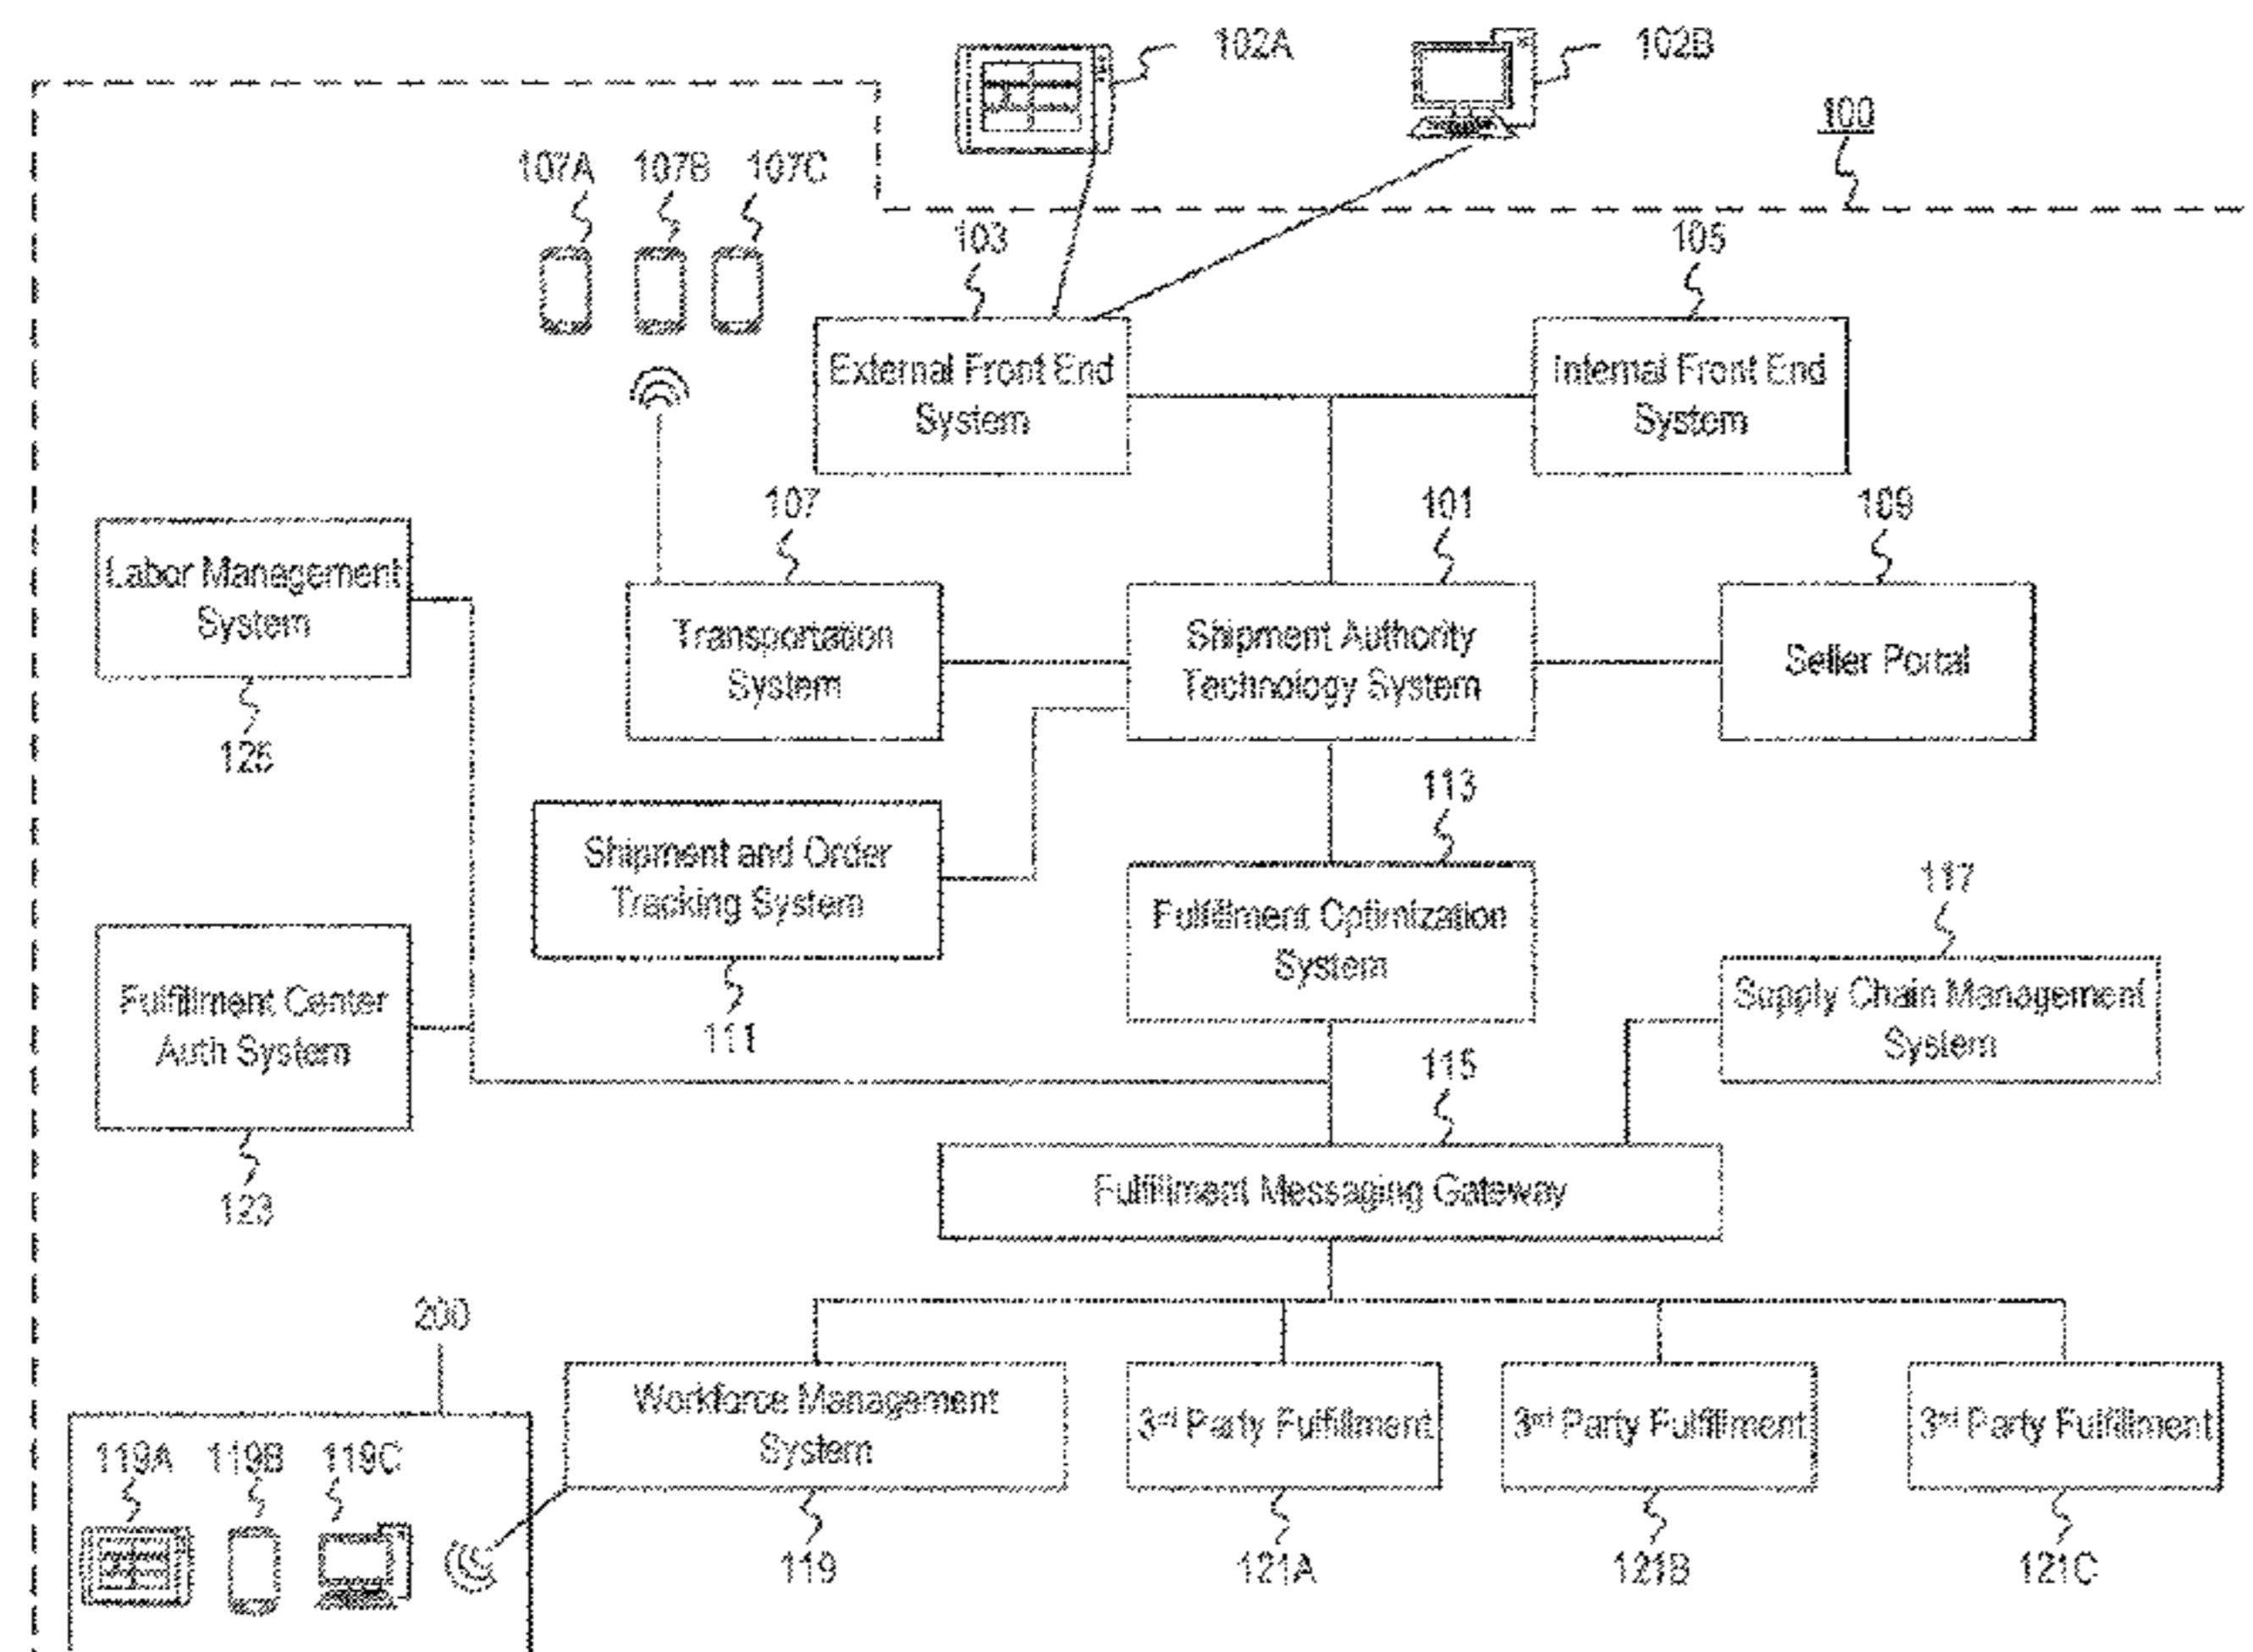 102A
102B
100
107A
107B
107C
103
105
External Front End
System
Internal Front End
System
107
101
109
Labor Management
System
Transportation
System
Shipment Authority
Technology System
Seller Portal
125
113
Shipment and Order
Tracking System
117
Fulfillment Optimization
System
Fulfillment Center
Auth System
Supply Chain Management
System
111
115
123
Fulfillment Messaging Gateway
200
Workforce Management
System
3rd Party Fulfillment
3rd Party Fulfillment
3rd Party Fulfillment
119A
119B
119C
119
121A
121B
121C